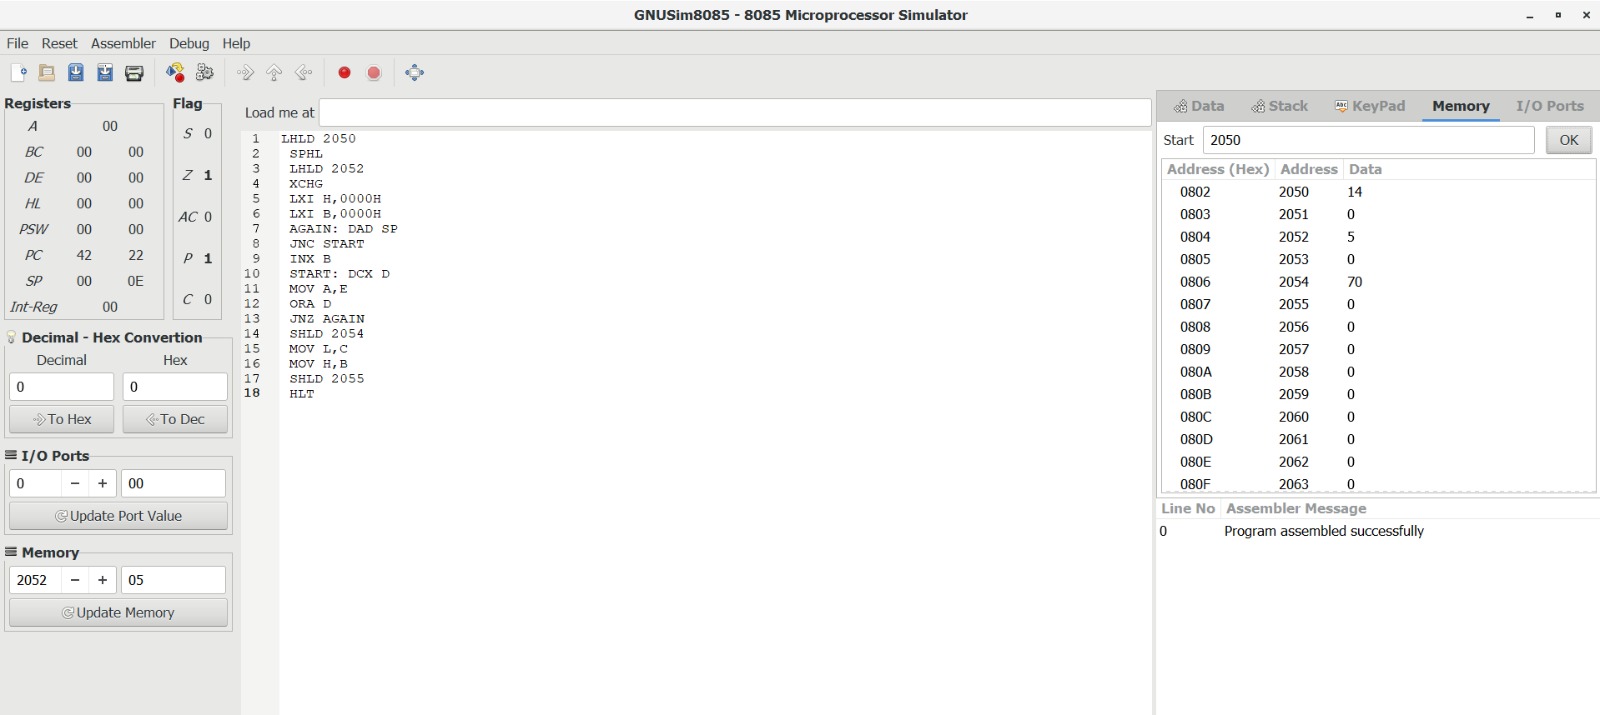 GNUSim8085 - 8085 Microprocessor Simulator
File Reset Assembler Debug Help
Registers
A 00
BC 00 00
DE 00 00
HL 00 00
PSW 00 00
PC 42 22
SP 00 0E
Int-Reg 00
Flag
S 0
Z 1
AC 0
P 1
C 0
Decimal - Hex Convertion
Decimal Hex
0 0
To Hex To Dec
I/O Ports
0 - + 00
Update Port Value
Memory
2052 - + 05
Update Memory
Load me at
1 LHLD 2050
2 SPHL
3 LHLD 2052
4 XCHG
5 LXI H,0000H
6 LXI B,0000H
7 AGAIN: DAD SP
8 JNC START
9 INX B
10 START: DCX D
11 MOV A,E
12 ORA D
13 JNZ AGAIN
14 SHLD 2054
15 MOV L,C
16 MOV H,B
17 SHLD 2055
18 HLT
Data Stack KeyPad Memory I/O Ports
Start 2050 OK
Address (Hex) Address Data
0802 2050 14
0803 2051 0
0804 2052 5
0805 2053 0
0806 2054 70
0807 2055 0
0808 2056 0
0809 2057 0
080A 2058 0
080B 2059 0
080C 2060 0
080D 2061 0
080E 2062 0
080F 2063 0
Line No Assembler Message
0 Program assembled successfully